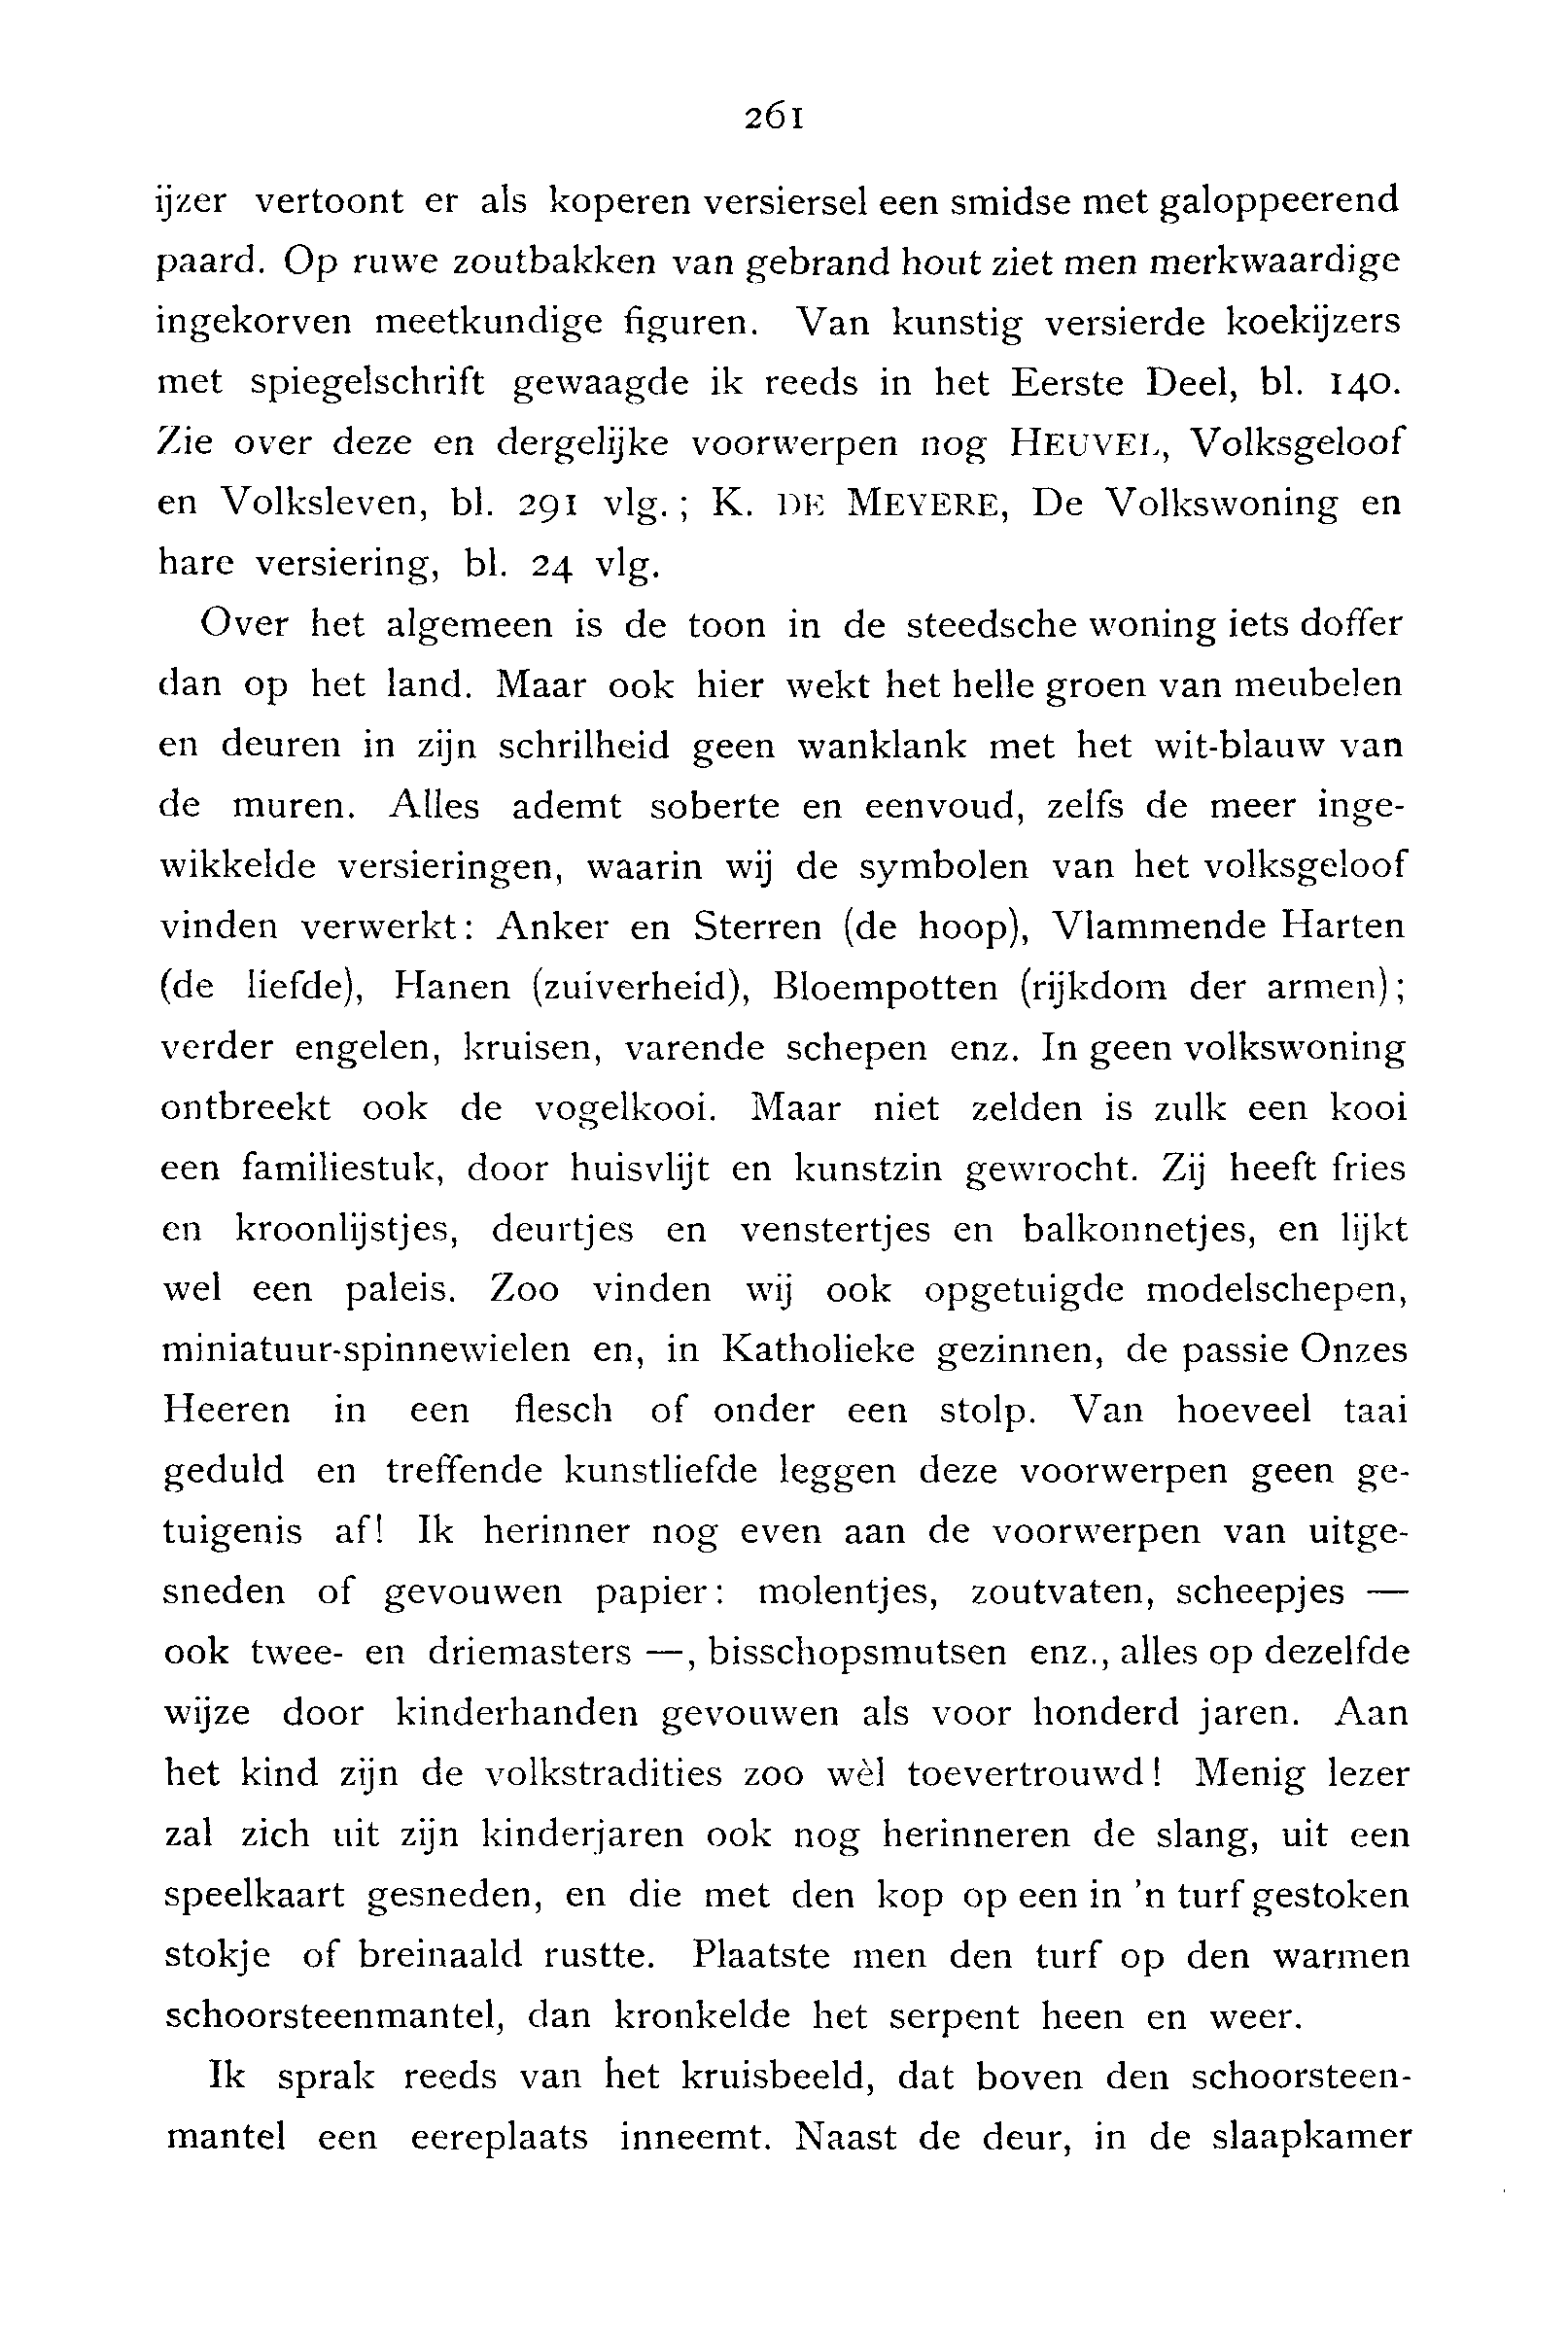 261
ijzer vertoont er als koperen versiersel een smidse met galoppeerend
paard. Op ruwe zoutbakken van gebrand hout ziet men merkwaardige
ingekorven meetkundige figuren. Van kunstig versierde koekijzers
met spiegelschrift gewaagde ik reeds in het Eerste Deel, bl. 140.
Zie over deze en dergelijke voorwerpen nog HEUVEL, Volksgeloof
en Volksleven, bl. 291 vlg.; K. DE MEYERE, De Volkswoning en
hare versiering, bl. 24 vlg.
Over het algemeen is de toon in de steedsche woning iets doffer
dan op het land. Maar ook hier wekt het helle groen van meubelen
en deuren in zijn schrilheid geen wanklank met het wit-blauw van
de muren. Alles ademt soberte en eenvoud, zelfs de meer inge-
wikkelde versieringen, waarin wij de symbolen van het volksgeloof
vinden verwerkt: Anker en Sterren (de hoop), Vlammende Harten
(de liefde), Hanen (zuiverheid), Bloempotten (rijkdom der armen);
verder engelen, kruisen, varende schepen enz. In geen volkswoning
ontbreekt ook de vogelkooi. Maar niet zelden is zulk een kooi
een familiestuk, door huisvlijt en kunstzin gewrocht. Zij heeft fries
en kroonlijstjes, deurtjes en venstertjes en balkonnetjes, en lijkt
wel een paleis. Zoo vinden wij ook opgetuigde modelschepen,
miniatuur-spinnewielen en, in Katholieke gezinnen, de passie Onzes
Heeren in een flesch of onder een stolp. Van hoeveel taai
geduld en treffende kunstliefde leggen deze voorwerpen geen ge-
tuigenis af! Ik herinner nog even aan de voorwerpen van uitge-
sneden of gevouwen papier: molentjes, zoutvaten, scheepjes —
ook twee- en driemasters —, bisschopsmutsen enz., alles op dezelfde
wijze door kinderhanden gevouwen als voor honderd jaren. Aan
het kind zijn de volkstradities zoo wèl toevertrouwd! Menig lezer
zal zich uit zijn kinderjaren ook nog herinneren de slang, uit een
speelkaart gesneden, en die met den kop op een in 'n turf gestoken
stokje of breinaald rustte. Plaatste men den turf op den warmen
schoorsteenmantel, dan kronkelde het serpent heen en weer.
Ik sprak reeds van het kruisbeeld, dat boven den schoorsteen-
mantel een eereplaats inneemt. Naast de deur, in de slaapkamer